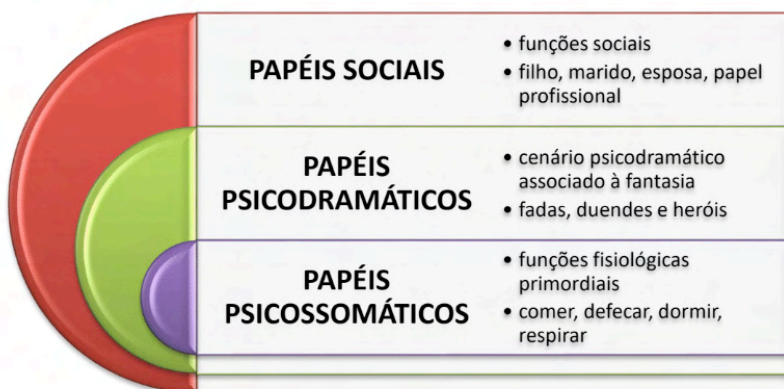 PAPÉIS SOCIAIS
• funções sociais
• filho, marido, esposa, papel
profissional
PAPÉIS
PSICODRAMÁTICOS
• cenário psicodramático
associado à fantasia
• fadas, duendes e heróis
PAPÉIS
PSICOSSOMÁTICOS
• funções fisiológicas
primordiais
• comer, defecar, dormir,
respirar